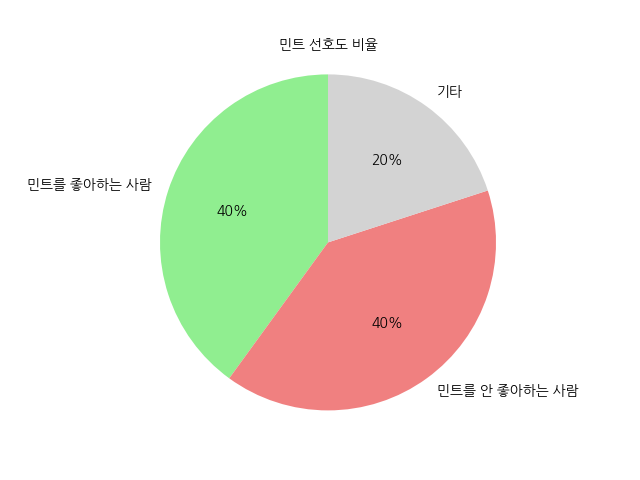 민트 선호도 비율
기타
20%
민트를 좋아하는 사람
40%
40%
민트를 안 좋아하는 사람